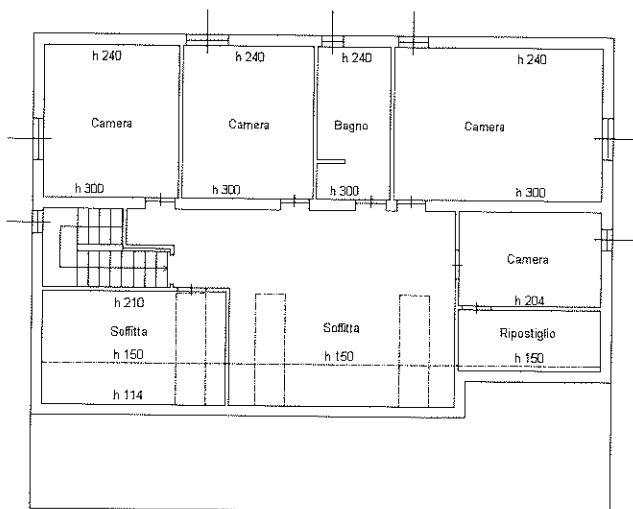 h 240
h 240
h 240
h 240
Camera
Camera
Bagno
Camera
h 300
h 300
h 300
h 300
Camera
h 204
h 210
Soffitta
Soffitta
Ripostiglio
h 150
h 150
h 150
h 114